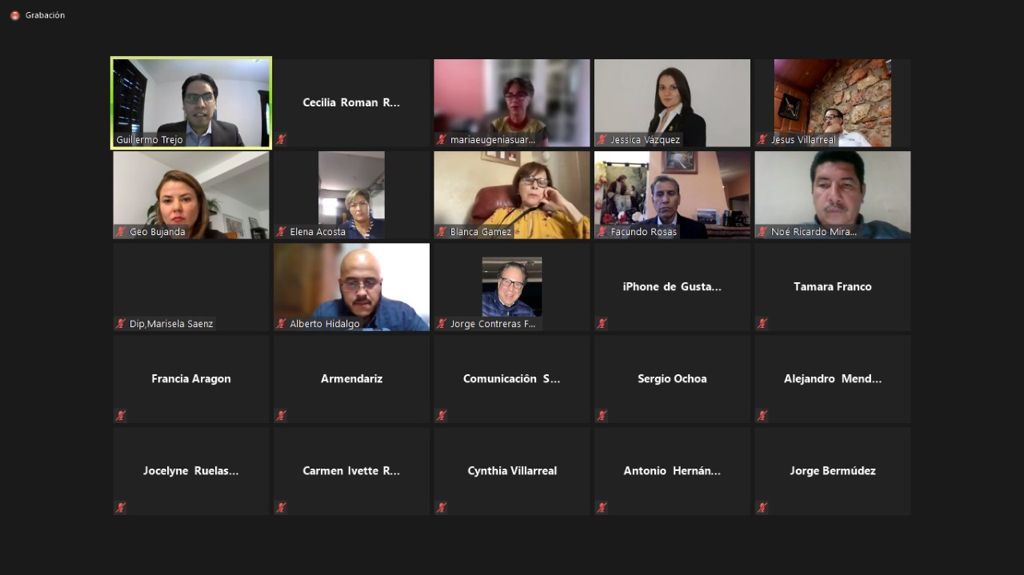 Grabación
Guillermo Trejo
Cecilia Roman R...
mariaeugeniasuar...
Jessica Vázquez
Jesus Villarreal
Geo Bujanda
Elena Acosta
Blanca Gamez
Facundo Rosas
Noé Ricardo Mira...
Dip,Marisela Saenz
Alberto Hidalgo
Jorge Contreras F...
iPhone de Gusta...
Tamara Franco
Francia Aragon
Armendariz
Comunicación S...
Sergio Ochoa
Alejandro Mend...
Jocelyne Ruelas...
Carmen Ivette R...
Cynthia Villarreal
Antonio Hernán...
Jorge Bermúdez